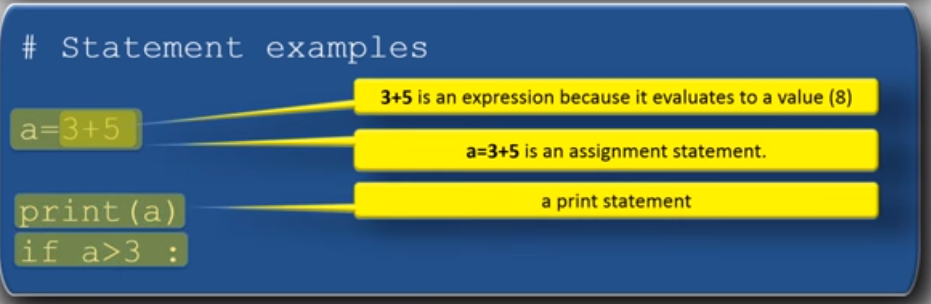 # Statement examples
3+5 is an expression because it evaluates to a value (8)
a=3+5
a=3+5 is an assignment statement.
a print statement
print(a)
if a>3 :